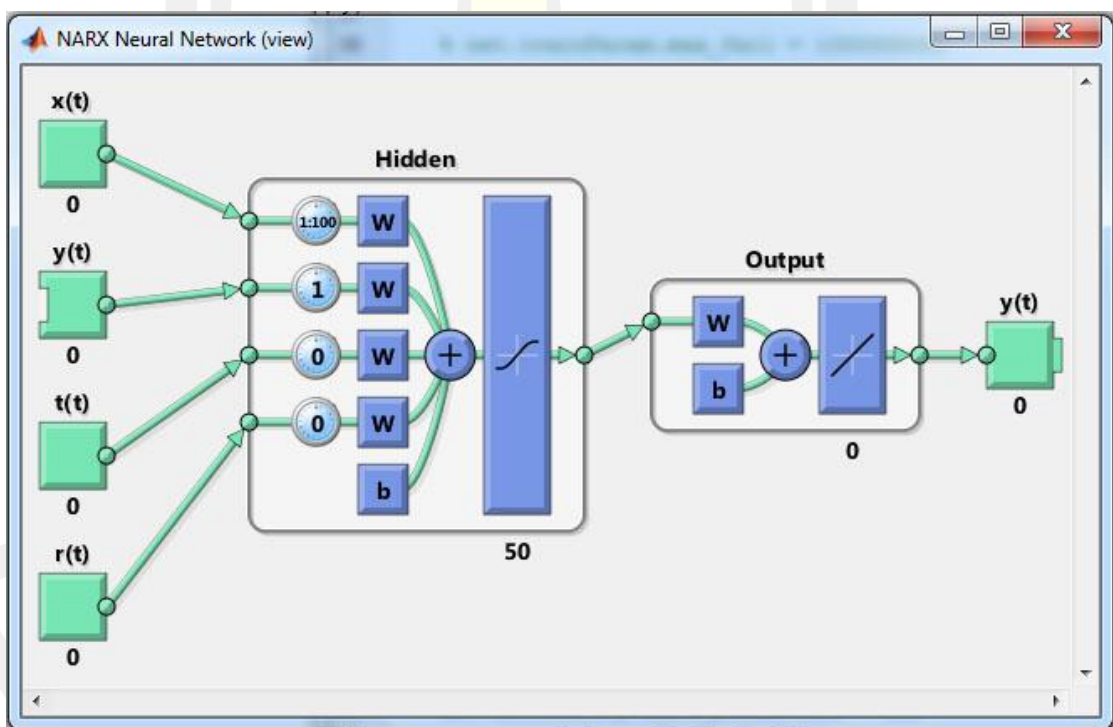 NARX Neural Network (view)
x(t)
0
y(t)
0
t(t)
0
r(t)
0
Hidden
1:100 W
1 W
0 W
0 W
b
50
Output
W
b
0
y(t)
0